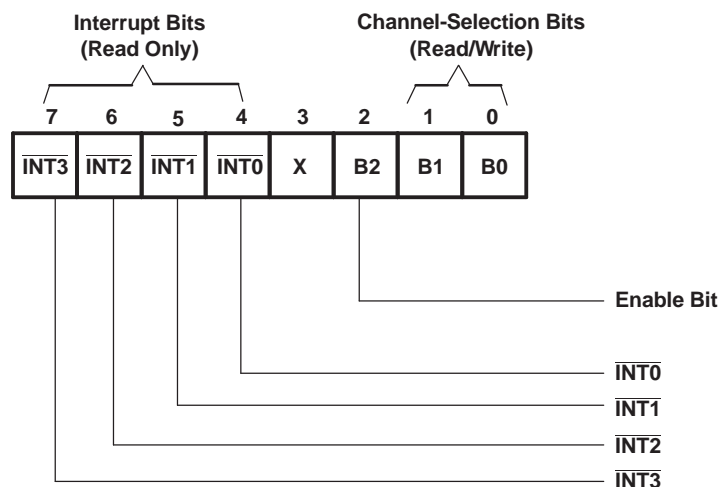 Interrupt Bits
(Read Only)
Channel-Selection Bits
(Read/Write)
7 6 5 4 3 2 1 0
INT3 INT2 INT1 INT0 X B2 B1 B0
Enable Bit
INT0
INT1
INT2
INT3